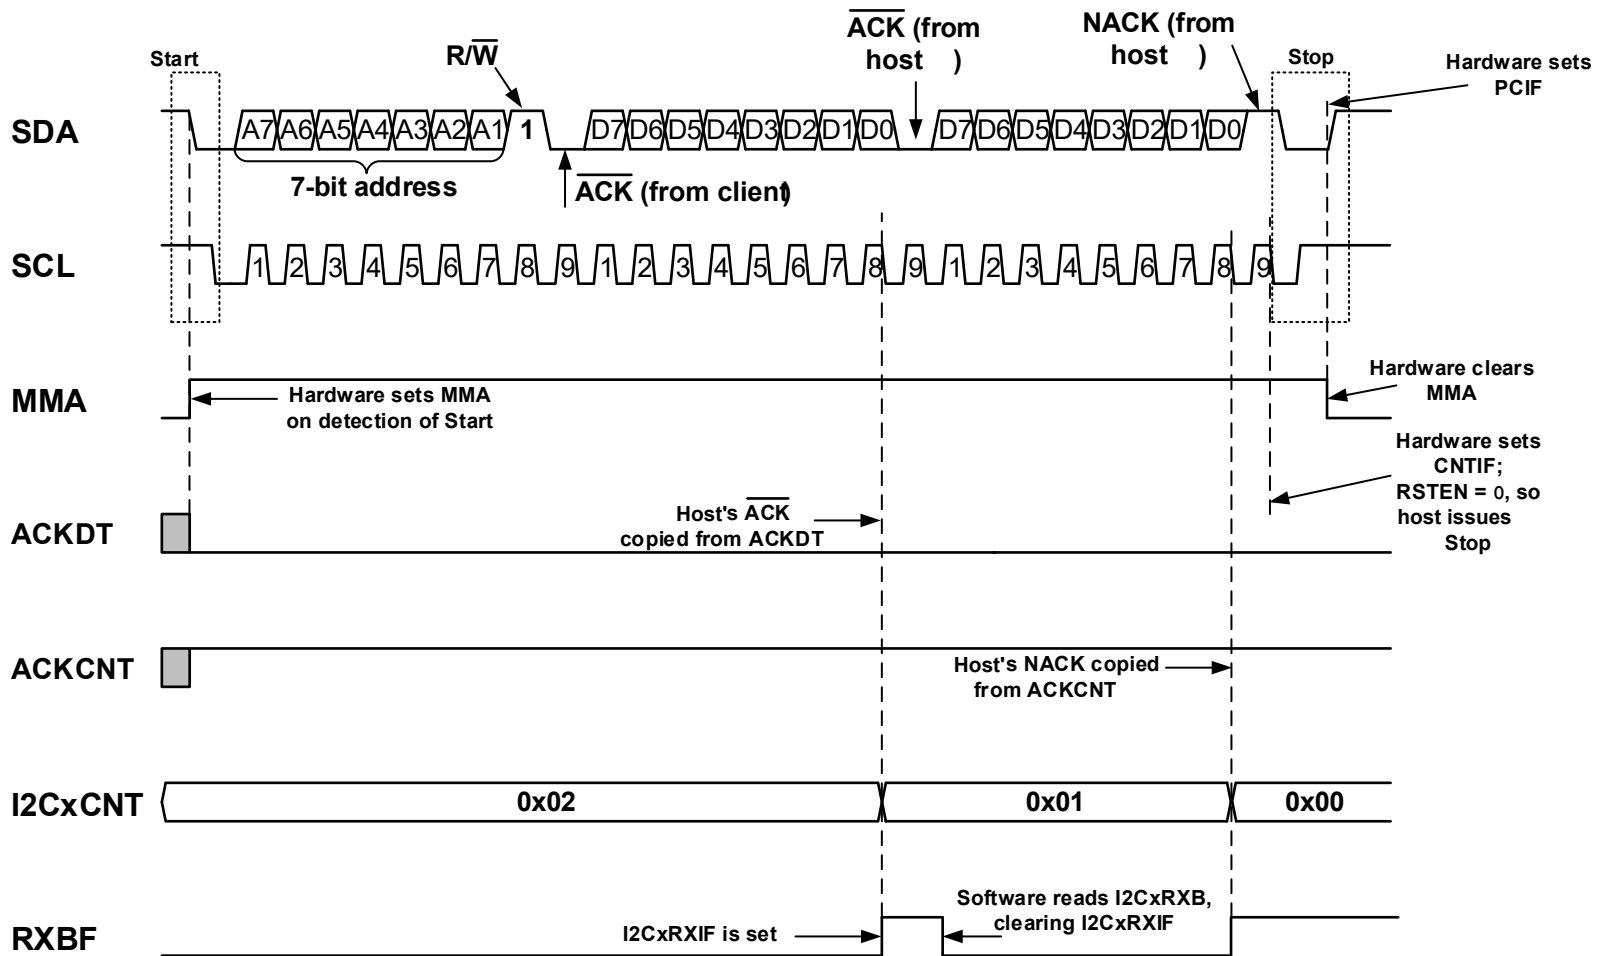 Start
R/W
ACK (from
host )
NACK (from
host )
Stop
Hardware sets
PCIF
SDA
A7 A6 A5 A4 A3 A2 A1 1 D7 D6 D5 D4 D3 D2 D1 D0 D7 D6 D5 D4 D3 D2 D1 D0
7-bit address
ACK (from client)
SCL
1 2 3 4 5 6 7 8 9 1 2 3 4 5 6 7 8 9 1 2 3 4 5 6 7 8 9
MMA
Hardware sets MMA
on detection of Start
Hardware clears
MMA
Hardware sets
CNTIF;
RSTEN = 0, so
host issues
Stop
ACKDT
Host's ACK
copied from ACKDT
ACKCNT
Host's NACK copied
from ACKCNT
I2CxCNT
0x02 0x01 0x00
RXBF
I2CxRXIF is set
Software reads I2CxRXB,
clearing I2CxRXIF